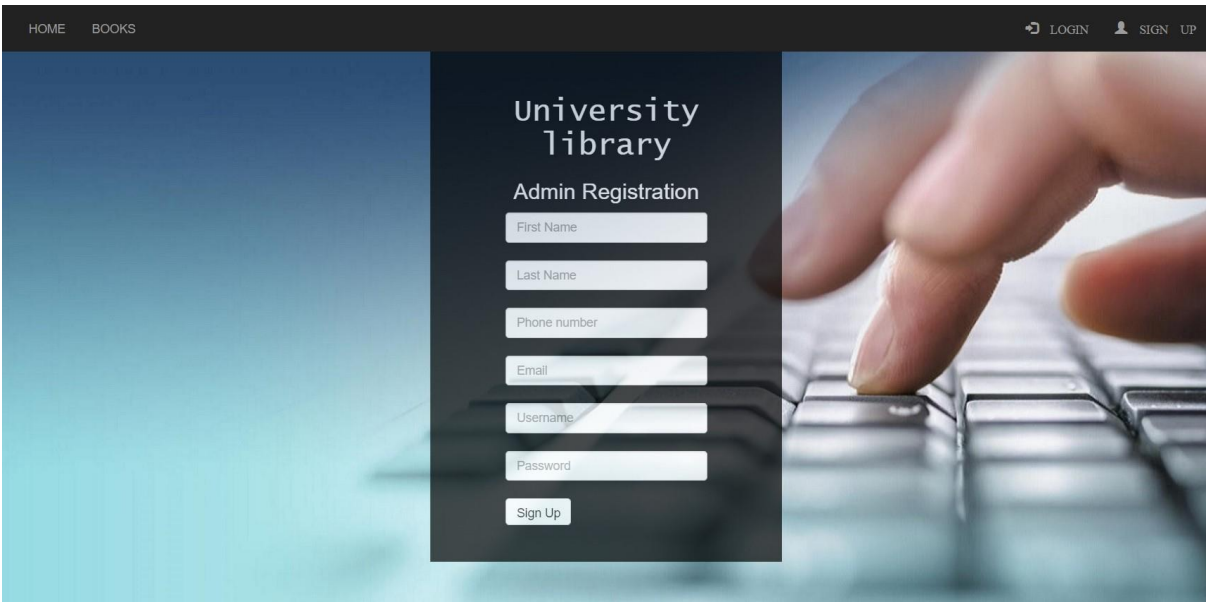 HOME BOOKS LOGIN SIGN UP
University
library
Admin Registration
First Name
Last Name
Phone number
Email
Username
Password
Sign Up